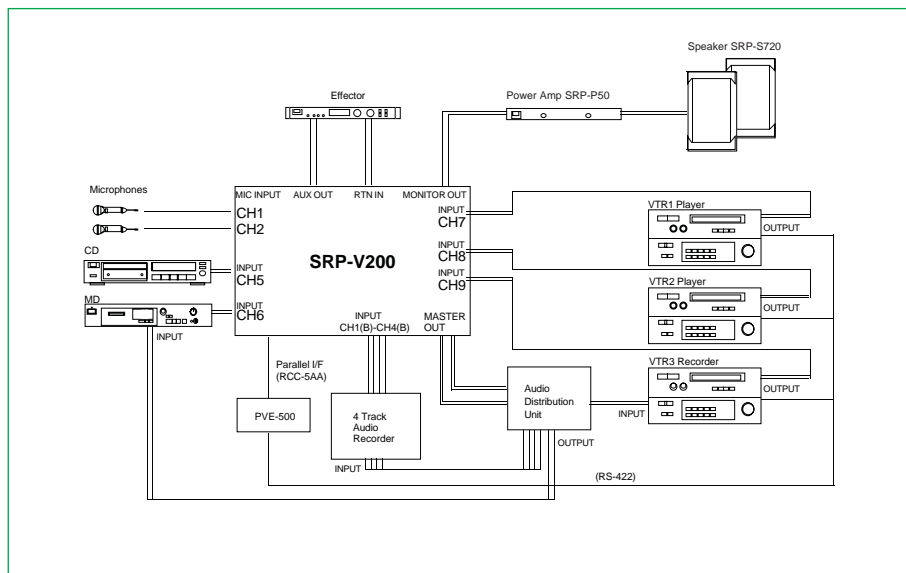 Speaker SRP-S720
Effector
Power Amp SRP-P50
Microphones
MIC INPUT
AUX OUT
RTN IN
MONITOR OUT
CH1
CH2
INPUT
CH7
VTR1 Player
OUTPUT
CD
SRP-V200
INPUT
CH8
INPUT
CH5
INPUT
CH9
VTR2 Player
OUTPUT
MD
INPUT
CH6
INPUT
INPUT
CH1(B)-CH4(B)
MASTER
OUT
Parallel I/F
(RCC-5AA)
VTR3 Recorder
OUTPUT
PVE-500
4 Track
Audio
Recorder
Audio
Distribution
Unit
INPUT
OUTPUT
INPUT
(RS-422)